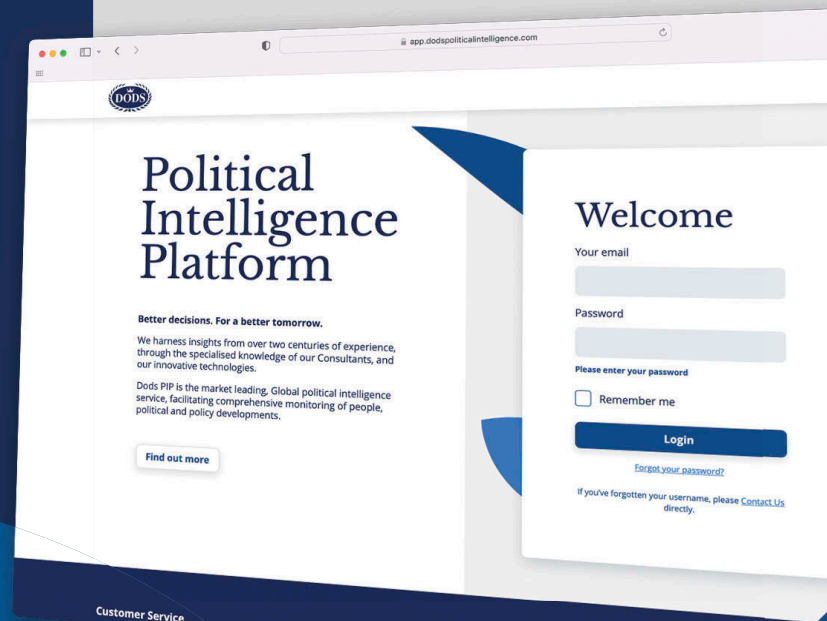 app.dodspoliticalintelligence.com
DODS
Political
Intelligence
Platform
Better decisions. For a better tomorrow.
We harness insights from over two centuries of experience,
through the specialised knowledge of our Consultants, and
our innovative technologies.
Dods PIP is the market leading, Global political intelligence
service, facilitating comprehensive monitoring of people,
political and policy developments.
Find out more
Welcome
Your email
Password
Please enter your password
Remember me
Login
Forgot your password?
If you've forgotten your username, please Contact Us
directly.
Customer Service